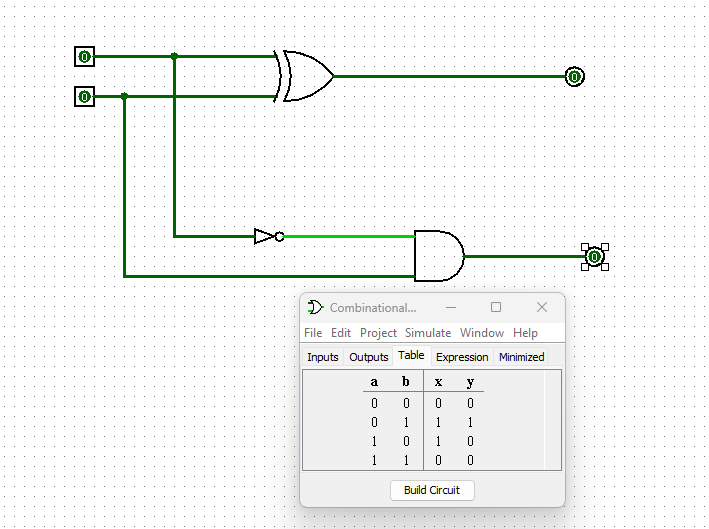 0
0
0
0
Combinational...
File Edit Project Simulate Window Help
Inputs Outputs Table Expression Minimized
a b x y
0 0 0 0
0 1 1 1
1 0 1 0
1 1 0 0
Build Circuit